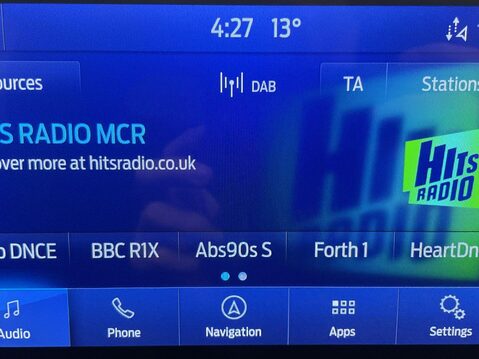 4:27 13°
ources DAB TA Stations
S RADIO MCR
over more at hitsradio.co.uk
HITS
RADIO
DNCE BBC R1X Abs90s S Forth 1 HeartDn
Audio Phone Navigation Apps Settings